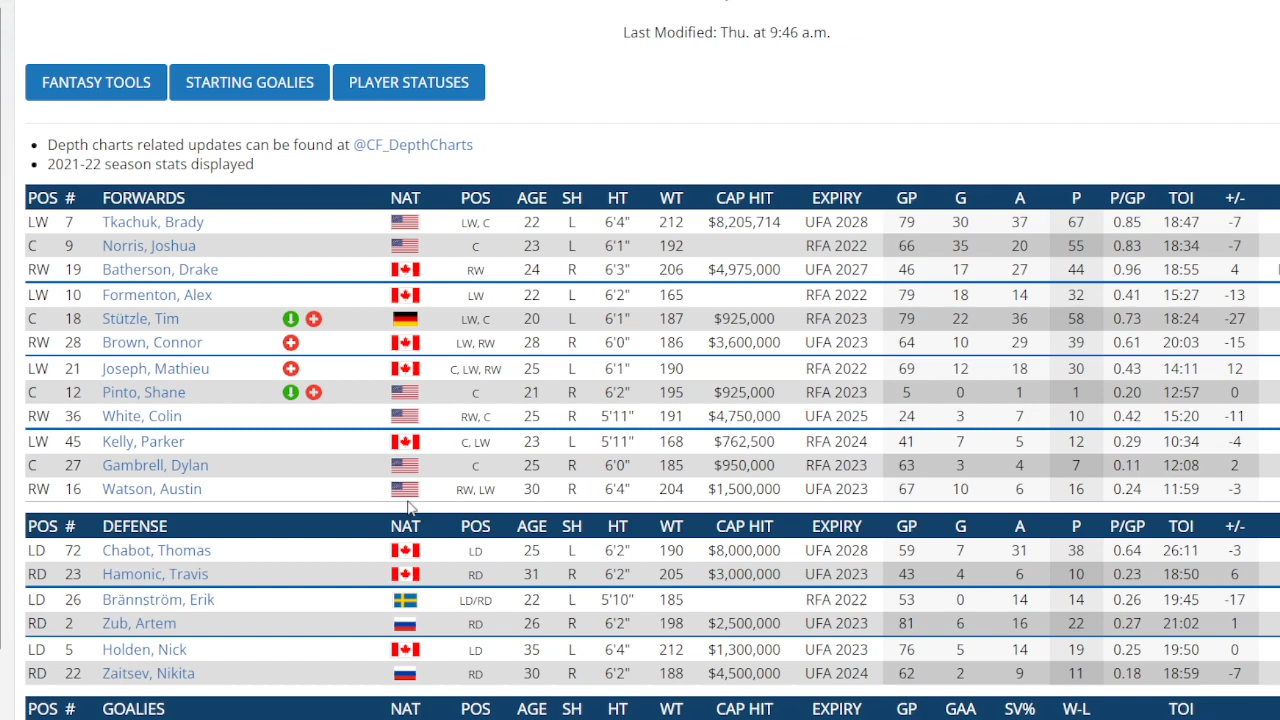 Last Modified: Thu. at 9:46 a.m.
FANTASY TOOLS STARTING GOALIES PLAYER STATUSES
Depth charts related updates can be found at @CF_DepthCharts
2021-22 season stats displayed
POS # FORWARDS NAT POS AGE SH HT WT CAP HIT EXPIRY GP G A P P/GP TOI +/-
LW 7 Tkachuk, Brady LW, C 22 L 6'4" 212 $8,205,714 UFA 2028 79 30 37 67 0.85 18:47 -7
C 9 Norris, Joshua C 23 L 6'1" 192 RFA 2022 66 35 20 55 0.83 18:34 -7
RW 19 Batherson, Drake RW 24 R 6'3" 206 $4,975,000 UFA 2027 46 17 27 44 0.96 18:55 4
LW 10 Formenton, Alex LW 22 L 6'2" 165 RFA 2022 79 18 14 32 0.41 15:27 -13
C 18 Stützle, Tim LW, C 20 L 6'1" 187 $925,000 RFA 2023 79 22 36 58 0.73 18:24 -27
RW 28 Brown, Connor LW, RW 28 R 6'0" 186 $3,600,000 UFA 2023 64 10 29 39 0.61 20:03 -15
LW 21 Joseph, Mathieu C, LW, RW 25 L 6'1" 190 RFA 2022 69 12 18 30 0.43 14:11 12
C 12 Pinto, Shane C 21 R 6'2" 195 $925,000 RFA 2023 5 0 1 1 0.20 12:57 0
RW 36 White, Colin RW, C 25 R 5'11" 191 $4,750,000 UFA 2025 24 3 7 10 0.42 15:20 -11
LW 45 Kelly, Parker C, LW 23 L 5'11" 168 $762,500 RFA 2024 41 7 5 12 0.29 10:34 -4
C 27 Gambrell, Dylan C 25 R 6'0" 185 $950,000 RFA 2023 63 3 4 7 0.11 12:08 2
RW 16 Watson, Austin RW, LW 30 R 6'4" 204 $1,500,000 UFA 2023 67 10 6 16 0.24 11:59 -3
POS # DEFENSE NAT POS AGE SH HT WT CAP HIT EXPIRY GP G A P P/GP TOI +/-
LD 72 Chabot, Thomas LD 25 L 6'2" 190 $8,000,000 UFA 2028 59 7 31 38 0.64 26:11 -3
RD 23 Hamonic, Travis RD 31 R 6'2" 205 $3,000,000 UFA 2023 43 4 6 10 0.23 18:50 6
LD 26 Brännström, Erik LD/RD 22 L 5'10" 185 RFA 2022 53 0 14 14 0.26 19:45 -17
RD 2 Zub, Artem RD 26 R 6'2" 198 $2,500,000 UFA 2023 81 6 16 22 0.27 21:02 1
LD 5 Holden, Nick LD 35 L 6'4" 212 $1,300,000 UFA 2023 76 5 14 19 0.25 19:50 0
RD 22 Zaitsev, Nikita RD 30 R 6'2" 188 $4,500,000 UFA 2024 62 2 9 11 0.18 18:59 -7
POS # GOALIES NAT POS AGE SH HT WT CAP HIT EXPIRY GP GAA SV% W-L TOI